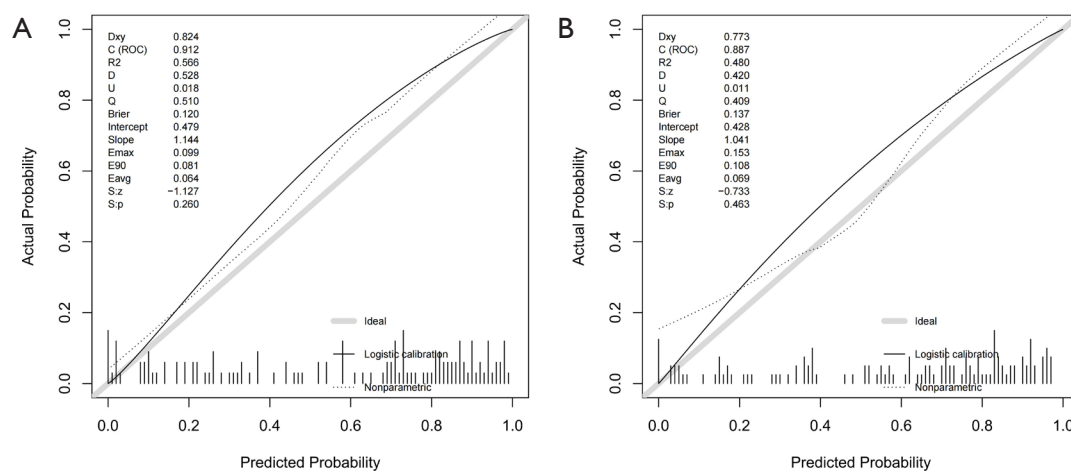 A
Dxy 0.824
C (ROC) 0.912
R2 0.566
D 0.528
U 0.018
Q 0.510
Brier 0.120
Intercept 0.479
Slope 1.144
Emax 0.099
E90 0.081
Eavg 0.064
S:z −1.127
S:p 0.260
Actual Probability
1.0
0.8
0.6
0.4
0.2
0.0
Ideal
Logistic calibration
Nonparametric
0.0 0.2 0.4 0.6 0.8 1.0
Predicted Probability
B
Dxy 0.773
C (ROC) 0.887
R2 0.480
D 0.420
U 0.011
Q 0.409
Brier 0.137
Intercept 0.428
Slope 1.041
Emax 0.153
E90 0.108
Eavg 0.069
S:z −0.733
S:p 0.463
Actual Probability
1.0
0.8
0.6
0.4
0.2
0.0
Ideal
Logistic calibration
Nonparametric
0.0 0.2 0.4 0.6 0.8 1.0
Predicted Probability